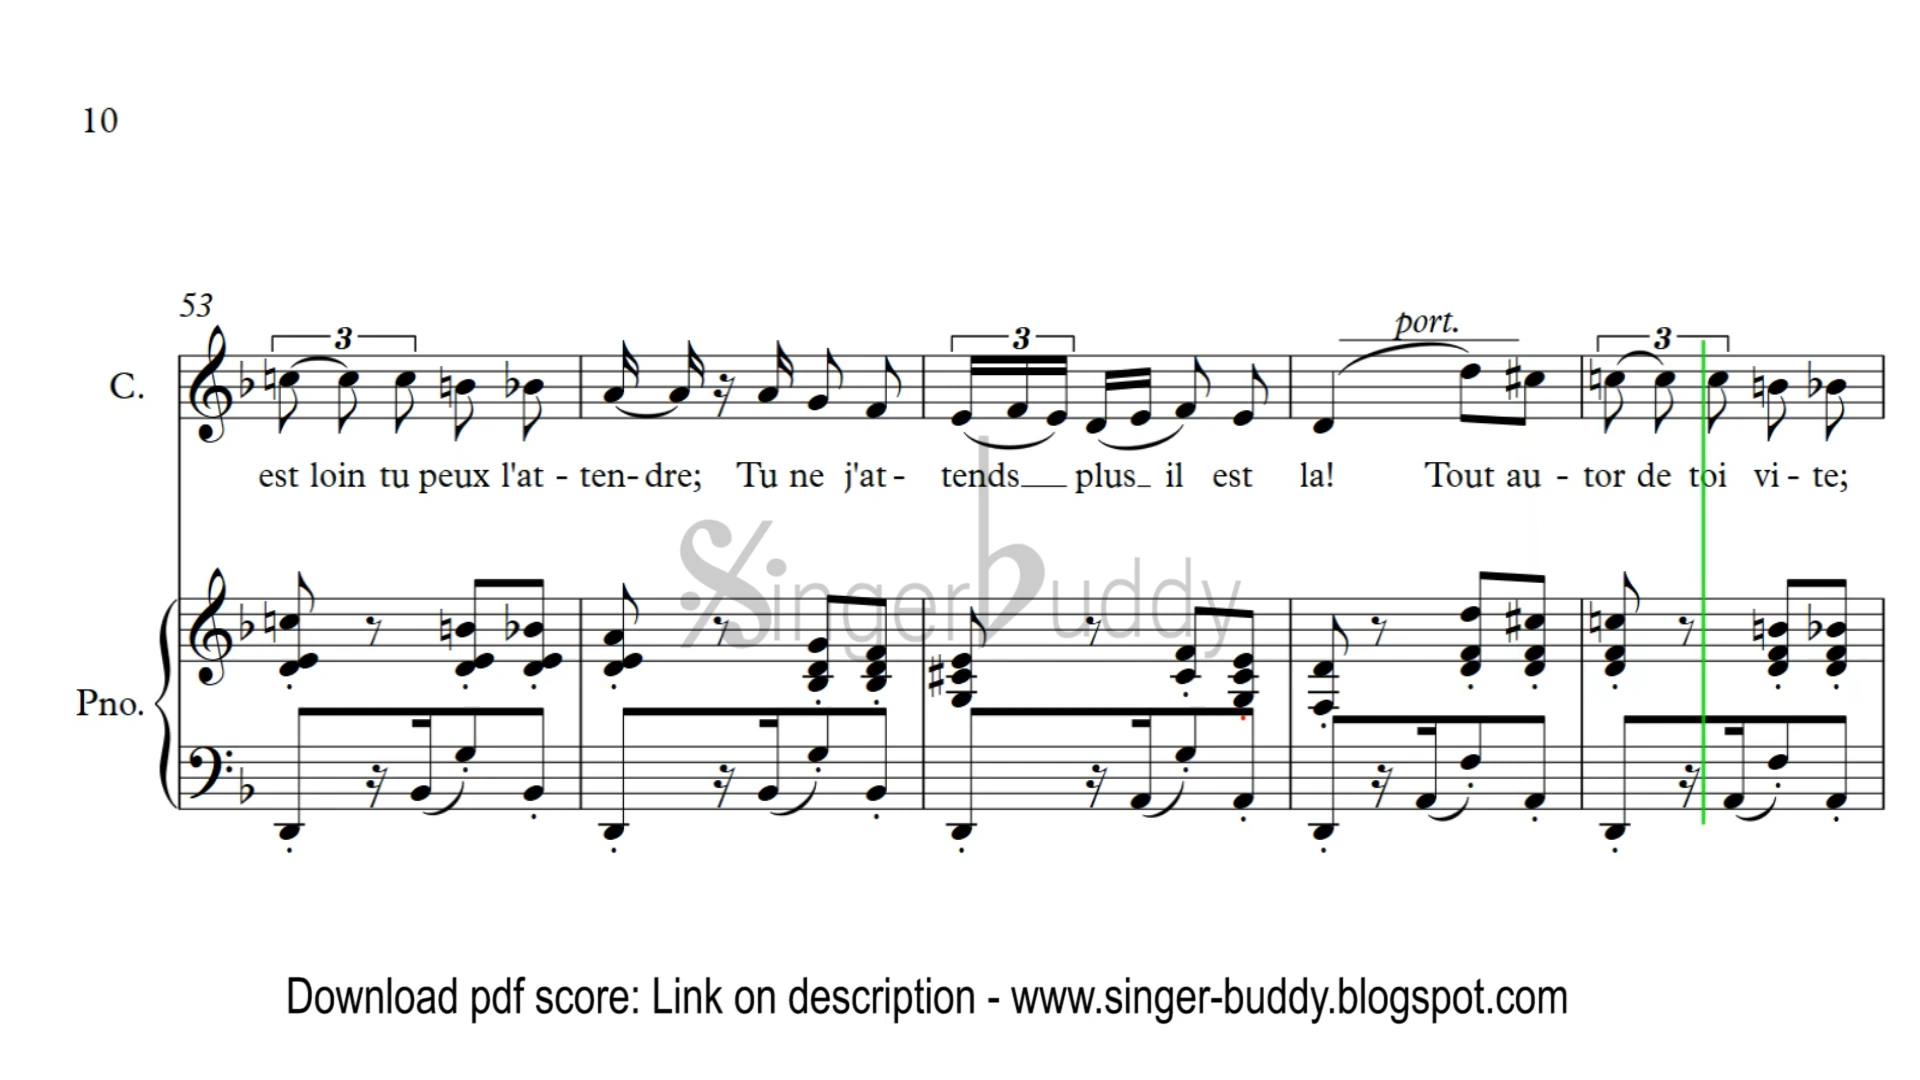 10
53
3 3 port. 3
C.
est loin tu peux l'at - ten- dre; Tu ne j'at - tends plus il est la! Tout au - tor de toi vi - te;
Singerbuddy
Pno.
Download pdf score: Link on description - www.singer-buddy.blogspot.com